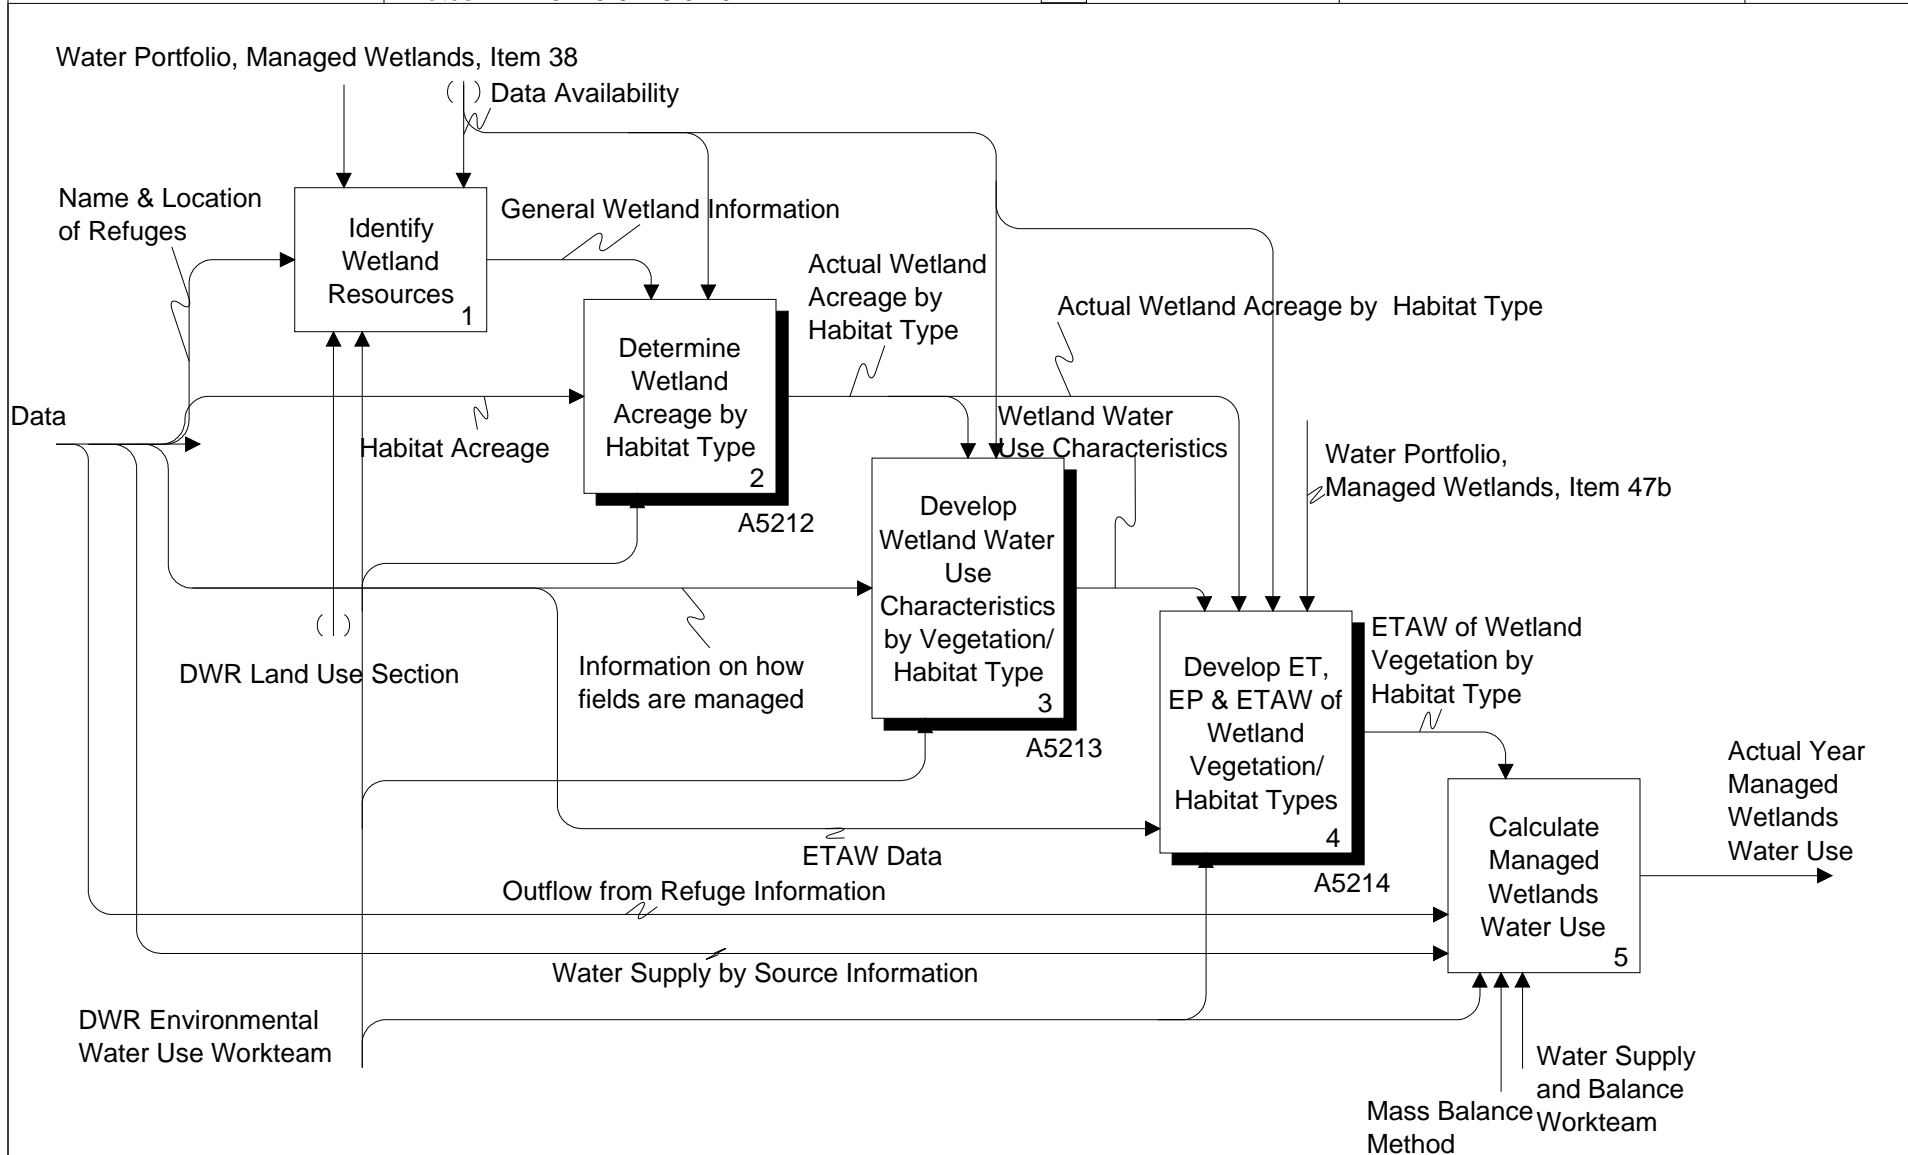 Water Portfolio, Managed Wetlands, Item 38
( ) Data Availability
Name & Location
of Refuges
Identify
Wetland
Resources
1
General Wetland Information
Actual Wetland
Acreage by
Habitat Type
Actual Wetland Acreage by  Habitat Type
Determine
Wetland
Acreage by
Habitat Type
2
A5212
Data
Habitat Acreage
Wetland Water
Use Characteristics
Water Portfolio,
Managed Wetlands, Item 47b
Develop
Wetland Water
Use
Characteristics
by Vegetation/
Habitat Type
3
A5213
( )
DWR Land Use Section
Information on how
fields are managed
Develop ET,
EP & ETAW of
Wetland
Vegetation/
Habitat Types
4
A5214
ETAW of Wetland
Vegetation by
Habitat Type
Actual Year
Managed
Wetlands
Water Use
Calculate
Managed
Wetlands
Water Use
5
ETAW Data
Outflow from Refuge Information
Water Supply by Source Information
DWR Environmental
Water Use Workteam
Water Supply
and Balance
Workteam
Mass Balance
Method